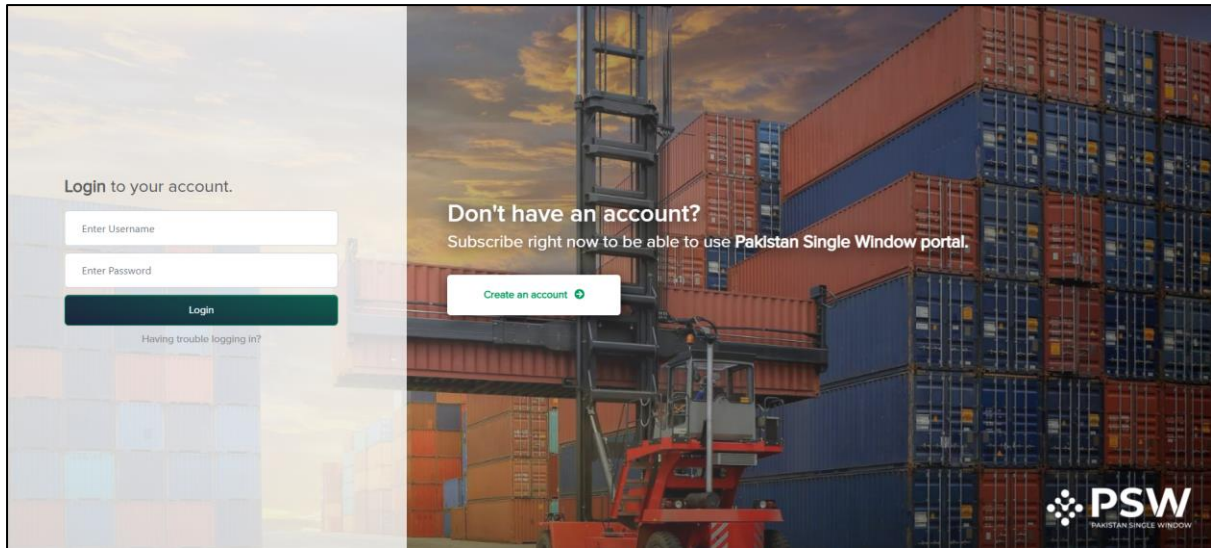 Login to your account.
Enter Username
Enter Password
Login
Having trouble logging in?
Don't have an account?
Subscribe right now to be able to use Pakistan Single Window portal.
Create an account
PSW
PAKISTAN SINGLE WINDOW